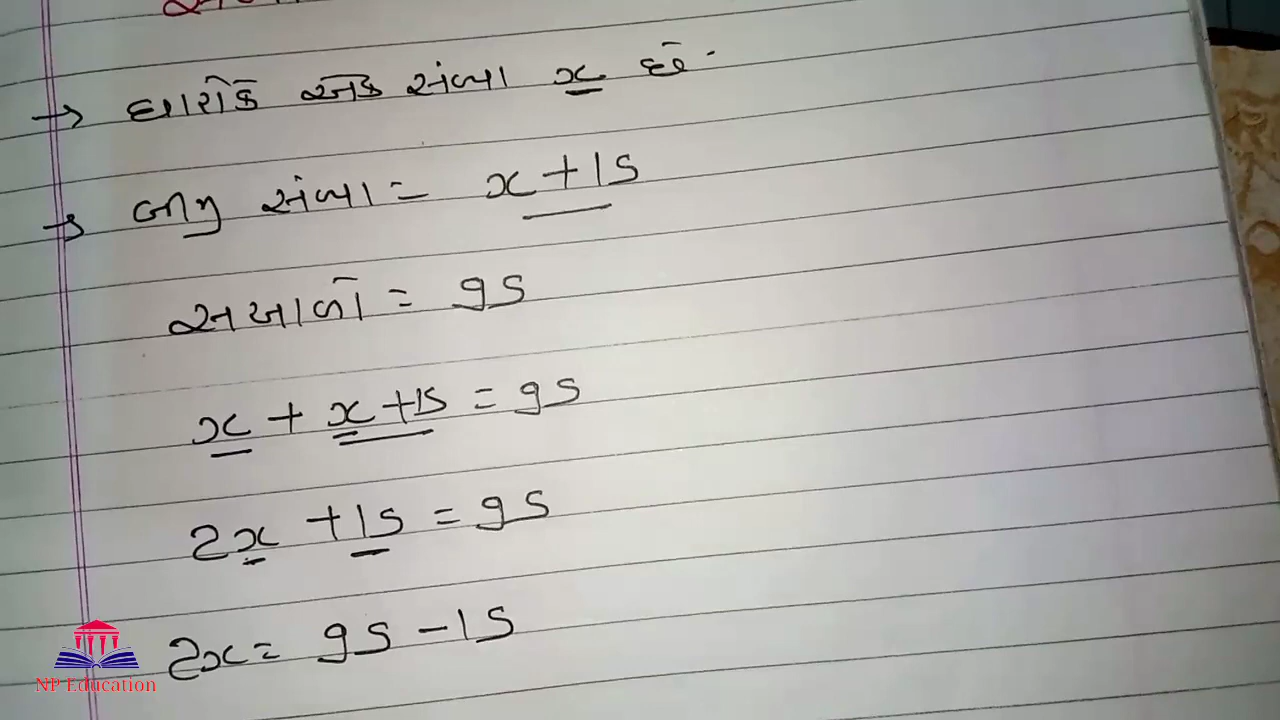 → ધારોકે એક સંખ્યા x છે.
→ બીજી સંખ્યા = x + 15
સરવાળો = 95
x + x + 15 = 95
2x + 15 = 95
2x = 95 - 15
NP Education